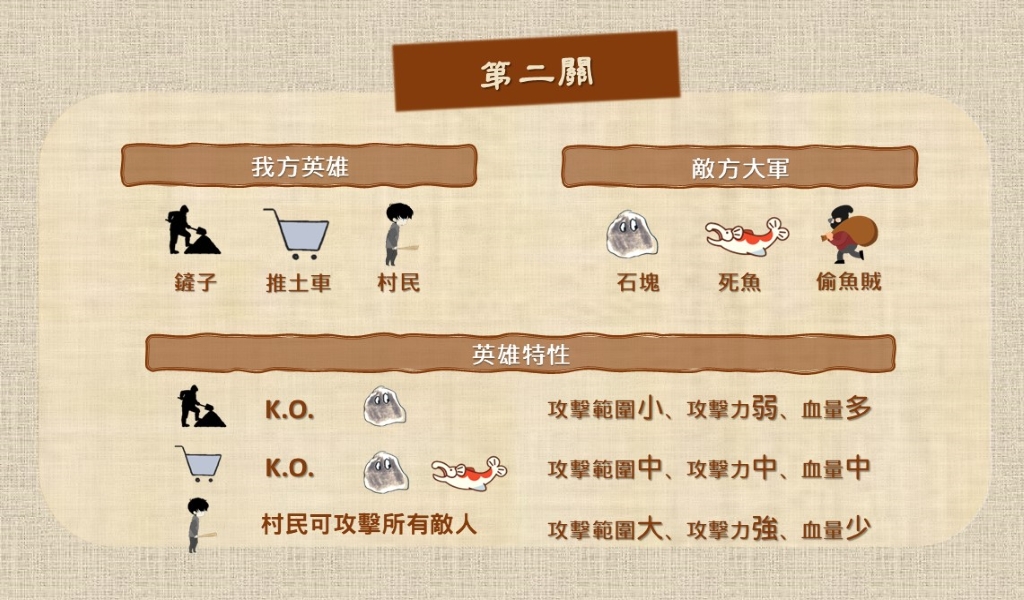 第二關
我方英雄
敵方大軍
鏟子
推土車
村民
石塊
死魚
偷魚賊
英雄特性
K.O.
攻擊範圍小、攻擊力弱、血量多
K.O.
攻擊範圍中、攻擊力中、血量中
村民可攻擊所有敵人
攻擊範圍大、攻擊力強、血量少